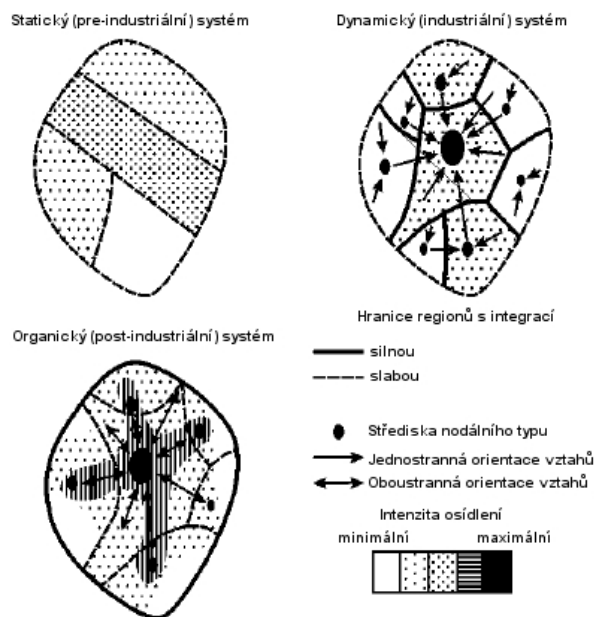 Statický (pre-industriální) systém
Dynamický (industriální) systém
Organický (post-industriální) systém
Hranice regionů s integrací
silnou
slabou
Střediska nodálního typu
Jednostranná orientace vztahů
Oboustranná orientace vztahů
Intenzita osídlení
minimální maximální